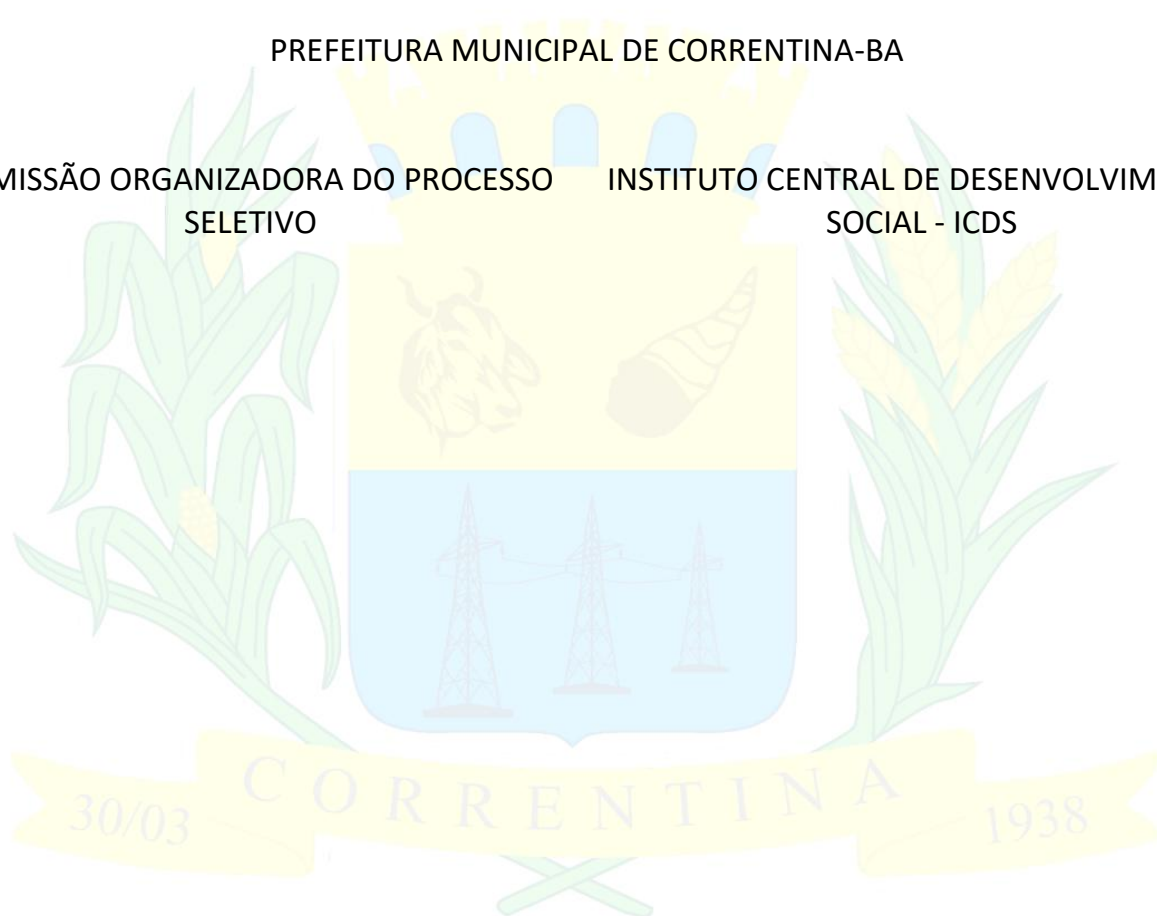 PREFEITURA MUNICIPAL DE CORRENTINA-BA
MISSÃO ORGANIZADORA DO PROCESSO
SELETIVO
INSTITUTO CENTRAL DE DESENVOLVIM
SOCIAL - ICDS
30/03 CORRENTINA 1938